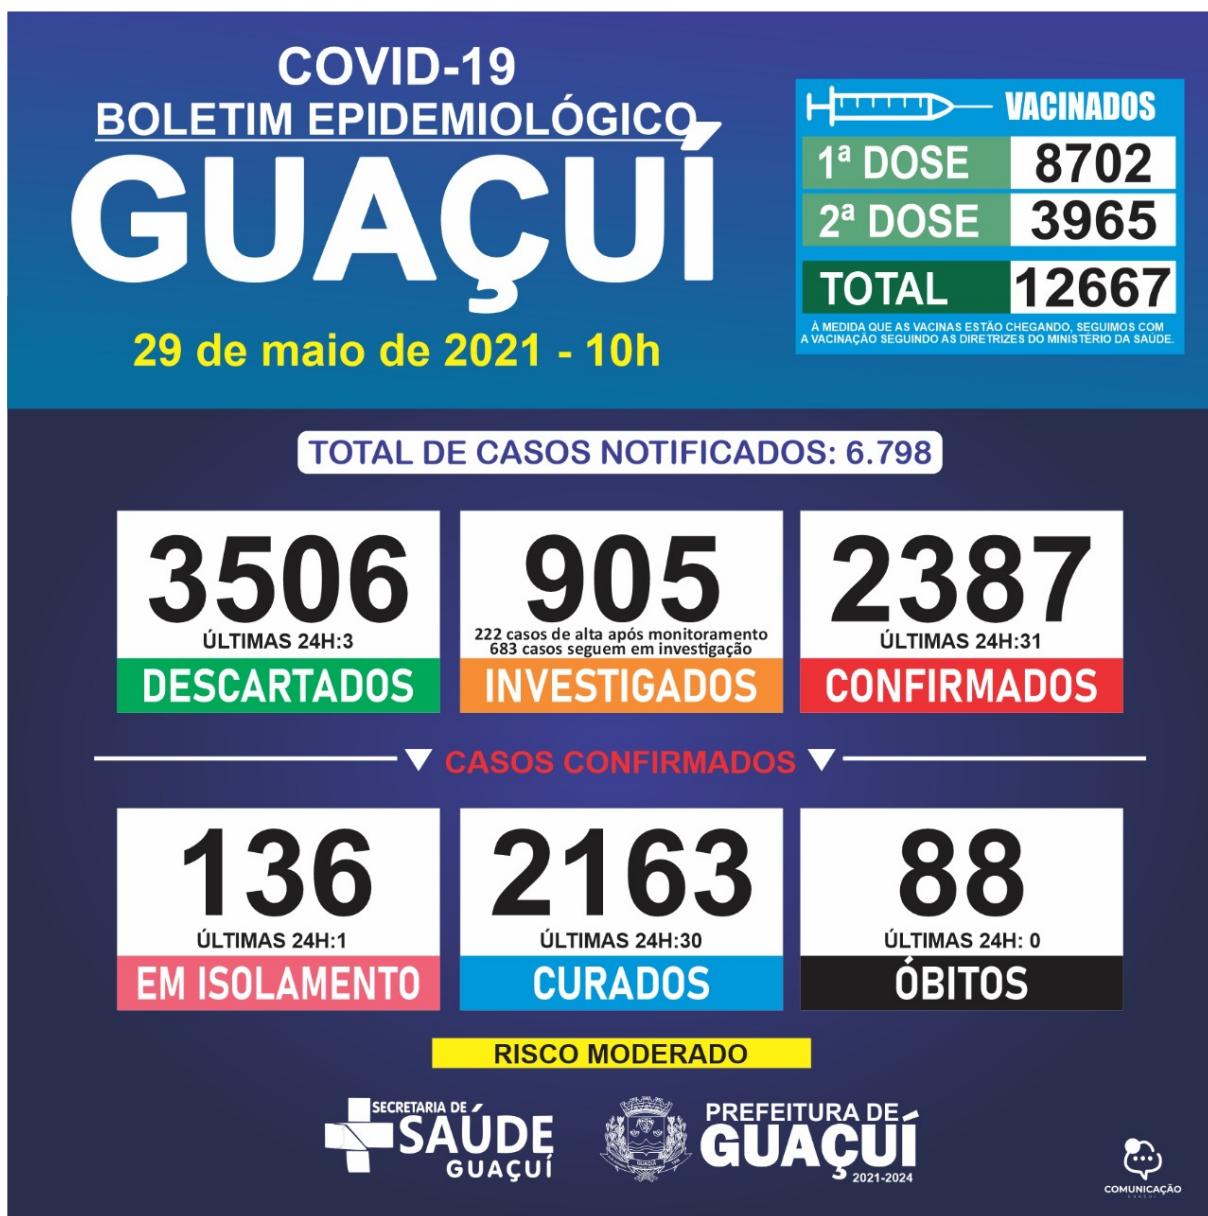 COVID-19
BOLETIM EPIDEMIOLÓGICO
GUAÇUÍ
29 de maio de 2021 - 10h
VACINADOS
1ª DOSE 8702
2ª DOSE 3965
TOTAL 12667
À MEDIDA QUE AS VACINAS ESTÃO CHEGANDO, SEGUIMOS COM
A VACINAÇÃO SEGUINDO AS DIRETRIZES DO MINISTÉRIO DA SAÚDE.
TOTAL DE CASOS NOTIFICADOS: 6.798
3506
ÚLTIMAS 24H:3
DESCARTADOS
905
222 casos de alta após monitoramento
683 casos seguem em investigação
INVESTIGADOS
2387
ÚLTIMAS 24H:31
CONFIRMADOS
CASOS CONFIRMADOS
136
ÚLTIMAS 24H:1
EM ISOLAMENTO
2163
ÚLTIMAS 24H:30
CURADOS
88
ÚLTIMAS 24H: 0
ÓBITOS
RISCO MODERADO
SECRETARIA DE
SAÚDE
GUAÇUÍ
PREFEITURA DE
GUAÇUÍ
2021-2024
COMUNICAÇÃO
GUAÇUÍ